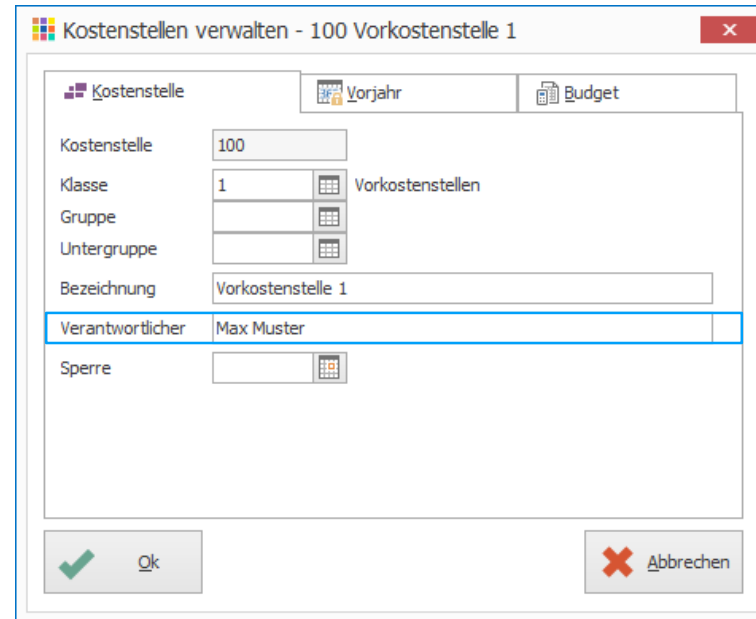 Kostenstellen verwalten - 100 Vorkostenstelle 1
Kostenstelle Vorjahr Budget
Kostenstelle 100
Klasse 1 Vorkostenstellen
Gruppe
Untergruppe
Bezeichnung Vorkostenstelle 1
Verantwortlicher Max Muster
Sperre
Ok Abbrechen